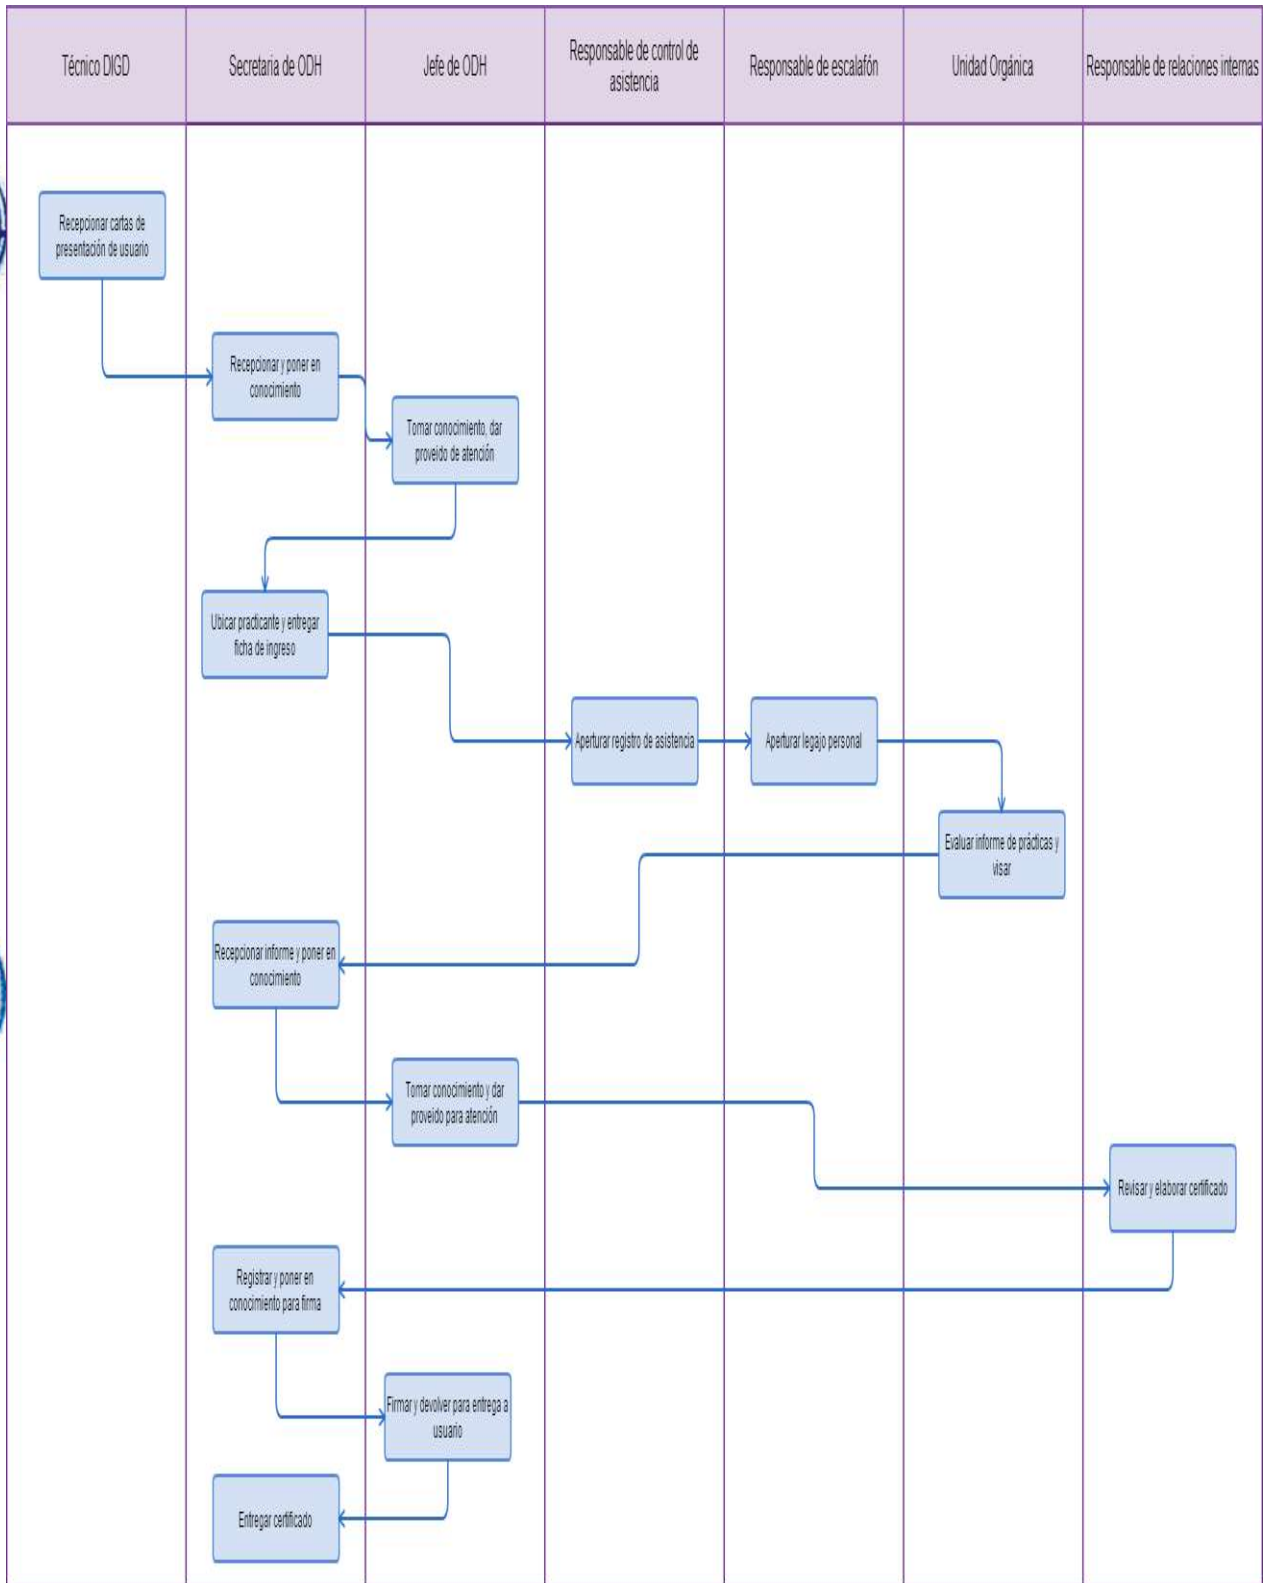 Técnico DIGD
Secretaria de ODH
Jefe de ODH
Responsable de control de
asistencia
Responsable de escalafón
Unidad Orgánica
Responsable de relaciones internas
Recepcionar cartas de
presentación de usuario
Recepcionar y poner en
conocimiento
Tomar conocimiento, dar
proveido de atención
Ubicar practicante y entregar
ficha de ingreso
Aperturar registro de asistencia
Aperturar legajo personal
Evaluar informe de prácticas y
visar
Recepcionar informe y poner en
conocimiento
Tomar conocimiento y dar
proveido para atención
Revisar y elaborar certificado
Registrar y poner en
conocimiento para firma
Firmar y devolver para entrega a
usuario
Entregar certificado